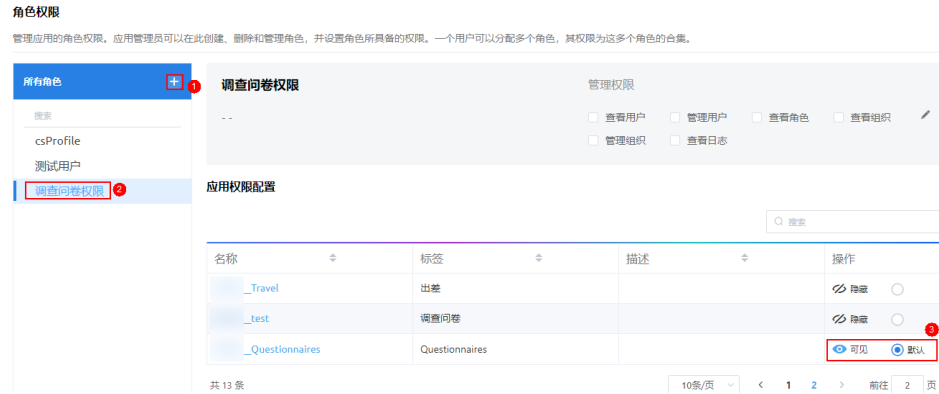 角色权限
管理应用的角色权限。应用管理员可以在此创建、删除和管理角色，并设置角色所具备的权限。一个用户可以分配多个角色，其权限为这多个角色的合集。
所有角色 + 1
搜索
csProfile
测试用户
调查问卷权限 2
调查问卷权限
- -
管理权限
查看用户 管理用户 查看角色 查看组织
管理组织 查看日志
应用权限配置
搜索
名称 标签 描述 操作
__Travel 出差 隐藏
__test 调查问卷 隐藏
3
__Questionnaires Questionnaires 可见 默认
共 13 条 10条/页 < 1 2 > 前往 2 页